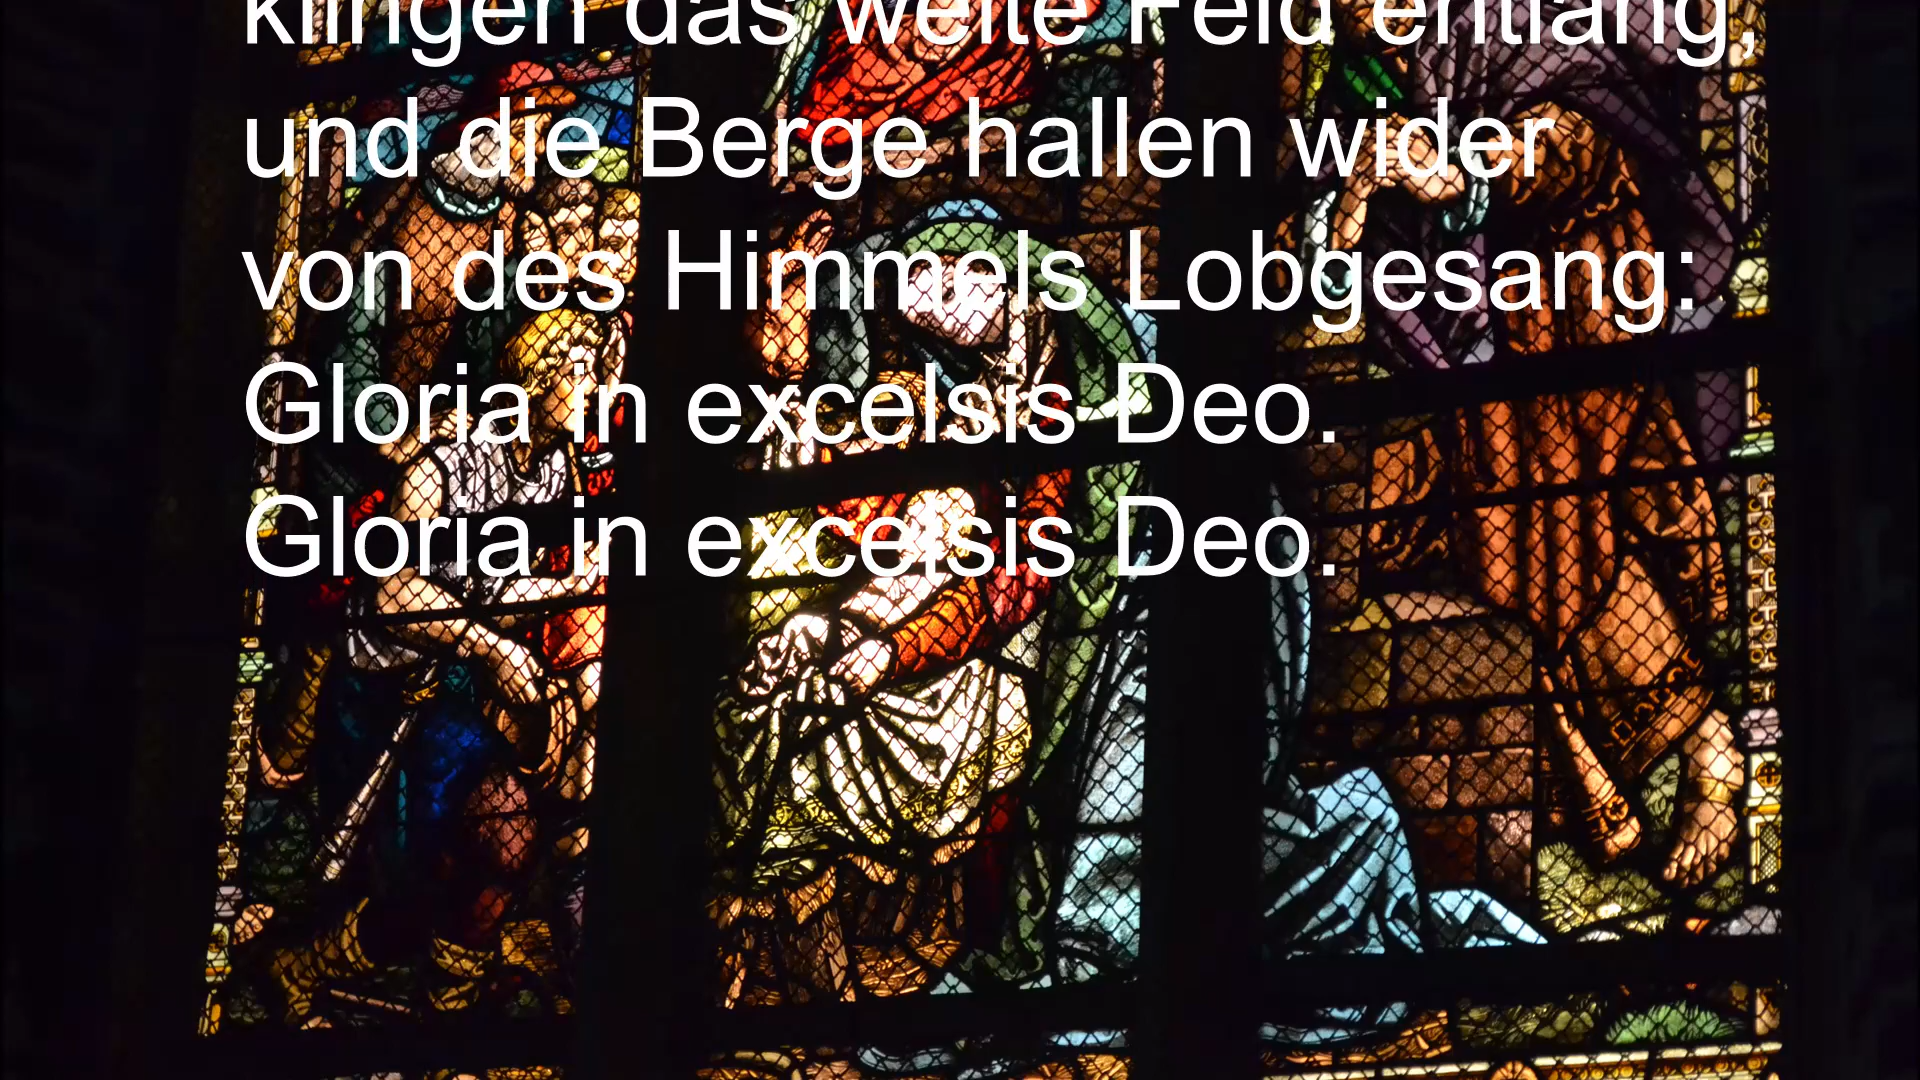 klingen das weite Feld entlang,
und die Berge hallen wider
von des Himmels Lobgesang:
Gloria in excelsis Deo.
Gloria in excelsis Deo.